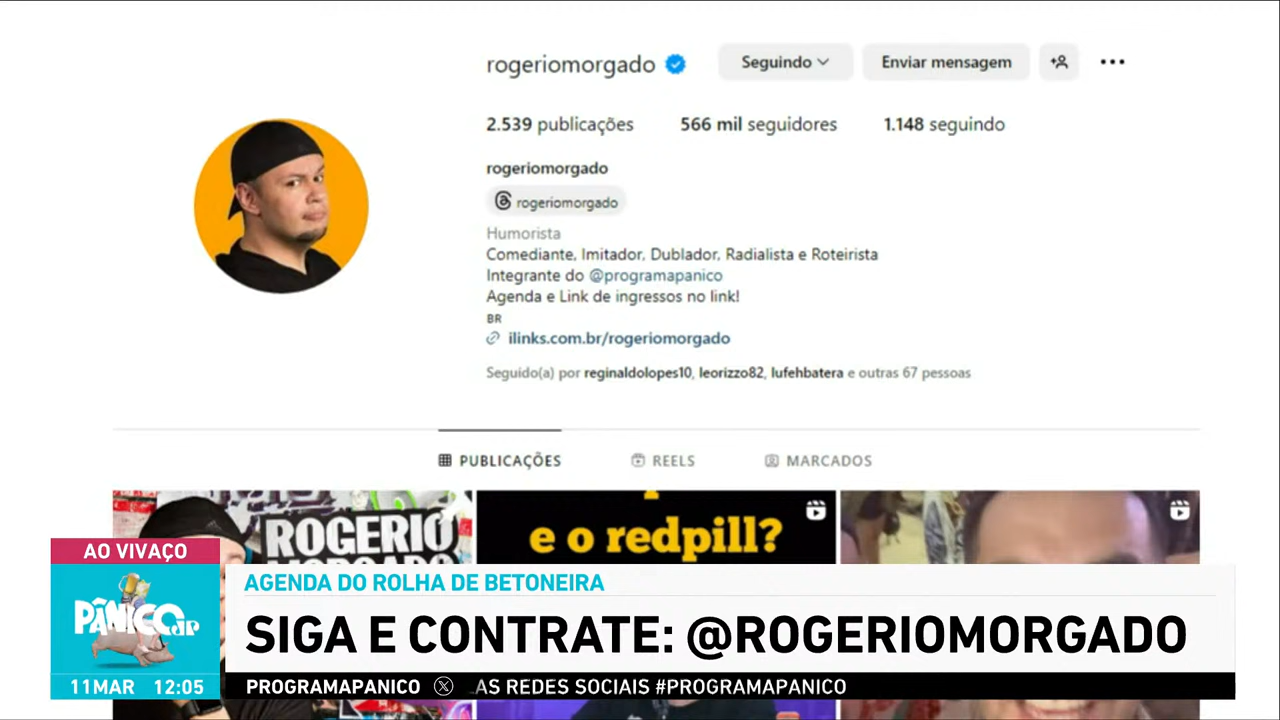 rogeriomorgado
Seguindo
Enviar mensagem
2.539 publicações
566 mil seguidores
1.148 seguindo
rogeriomorgado
rogeriomorgado
Humorista
Comediante, Imitador, Dublador, Radialista e Roteirista
Integrante do @programapanico
Agenda e Link de ingressos no link!
BR
ilinks.com.br/rogeriomorgado
Seguido(a) por reginaldolopes10, leorizzo82, lufehbatera e outras 67 pessoas
PUBLICAÇÕES
REELS
MARCADOS
ROGERIO
MORGADO
e o redpill?
AO VIVAÇO
PÂNICO JP
11MAR 12:05
AGENDA DO ROLHA DE BETONEIRA
SIGA E CONTRATE: @ROGERIOMORGADO
PROGRAMAPANICO
AS REDES SOCIAIS #PROGRAMAPANICO